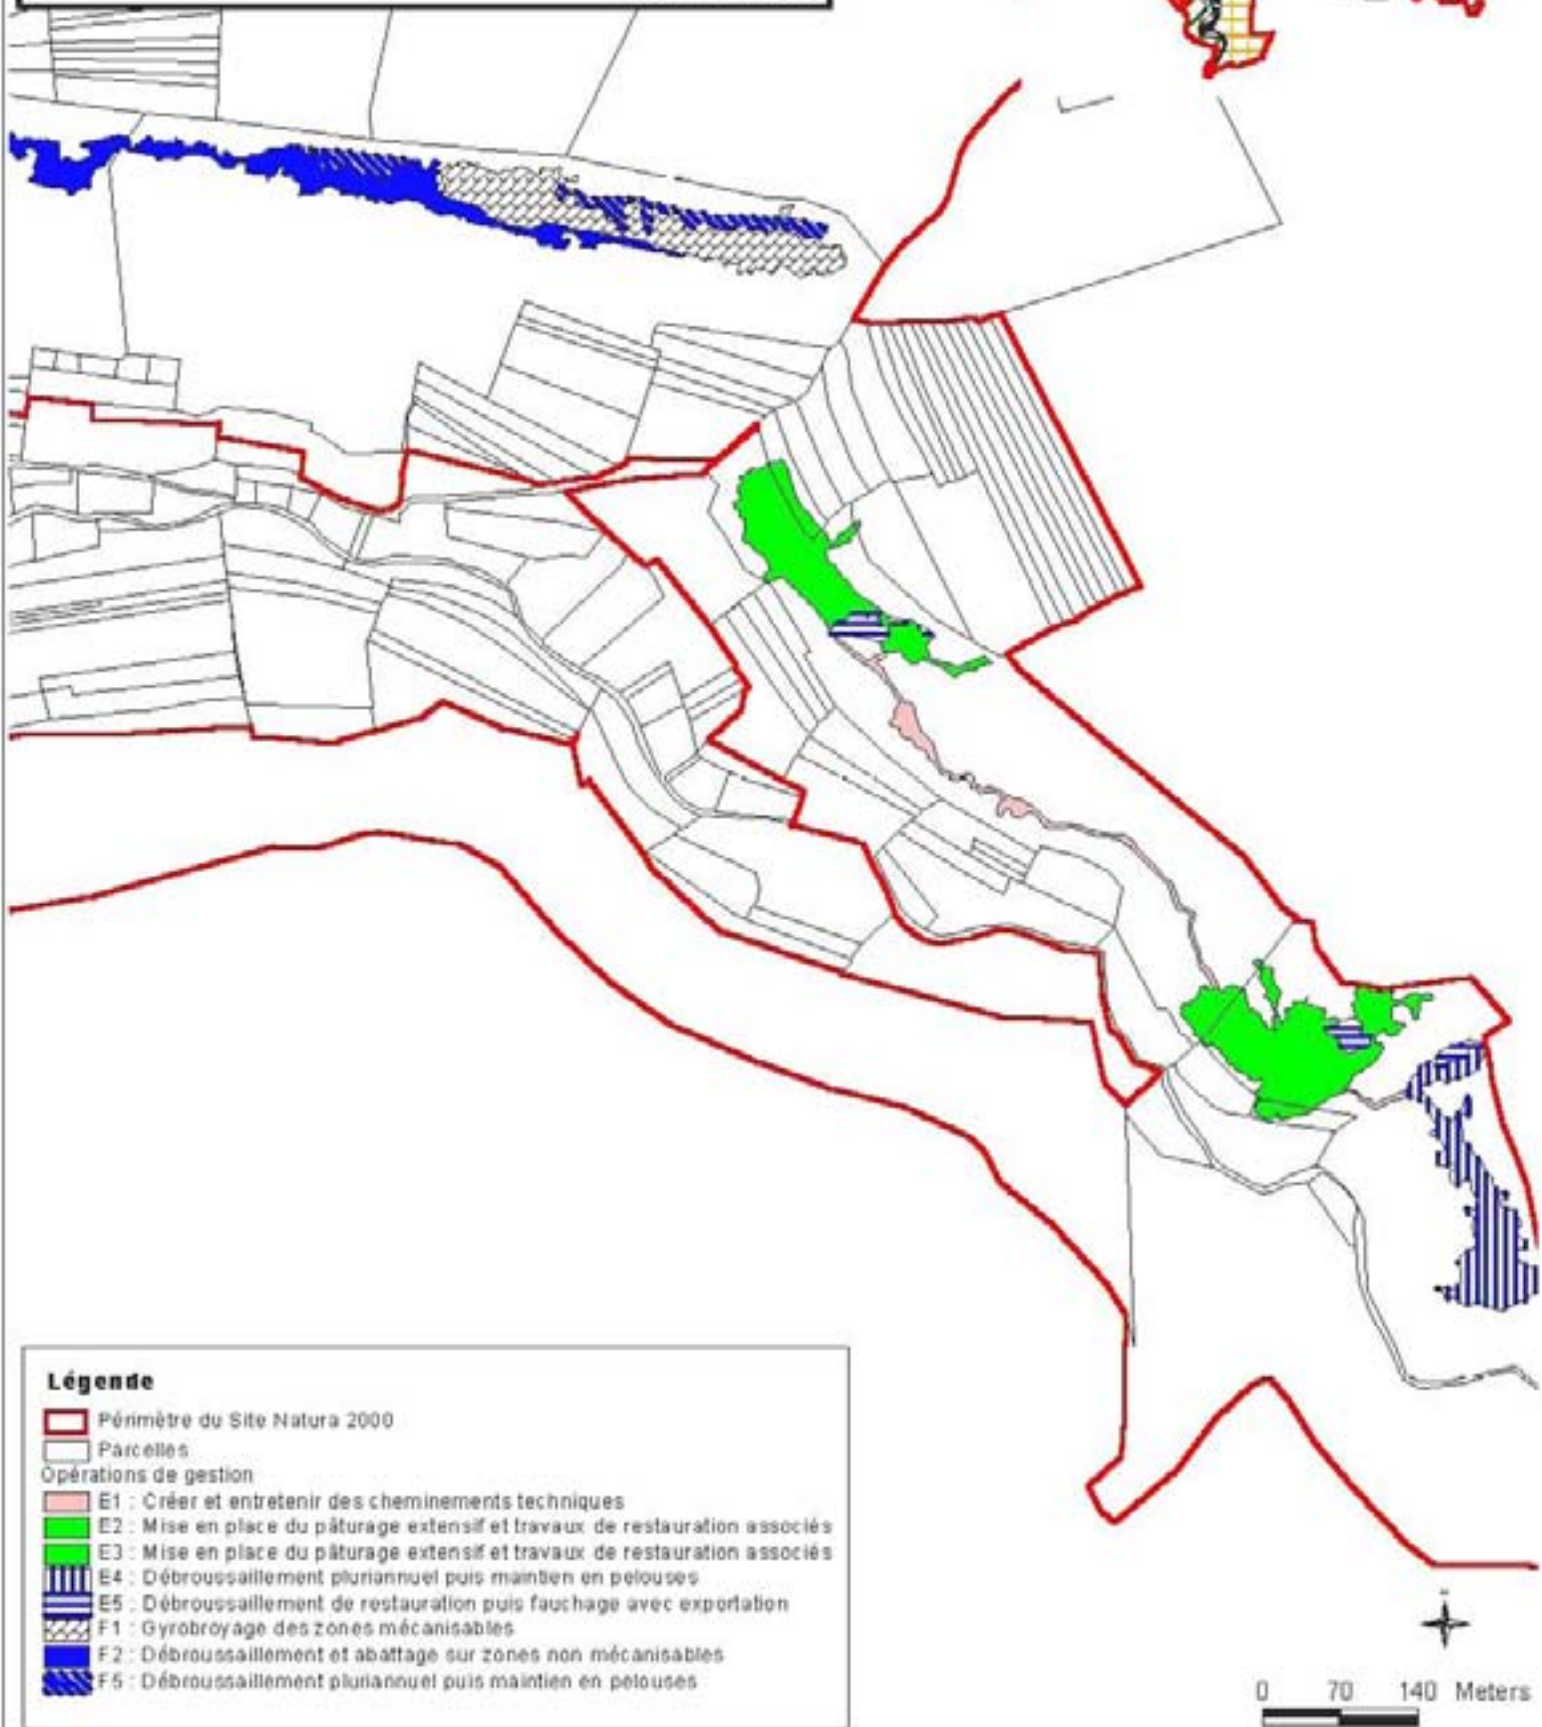 Légende
Périmètre du Site Natura 2000
Parcelles
Opérations de gestion
E1 : Créer et entretenir des cheminements techniques
E2 : Mise en place du pâturage extensif et travaux de restauration associés
E3 : Mise en place du pâturage extensif et travaux de restauration associés
E4 : Débroussaillement pluriannuel puis maintien en pelouses
E5 : Débroussaillement de restauration puis fauchage avec exportation
F1 : Gyrobroyage des zones mécanisables
F2 : Débroussaillement et abattage sur zones non mécanisables
F5 : Débroussaillement pluriannuel puis maintien en pelouses
0 70 140 Meters